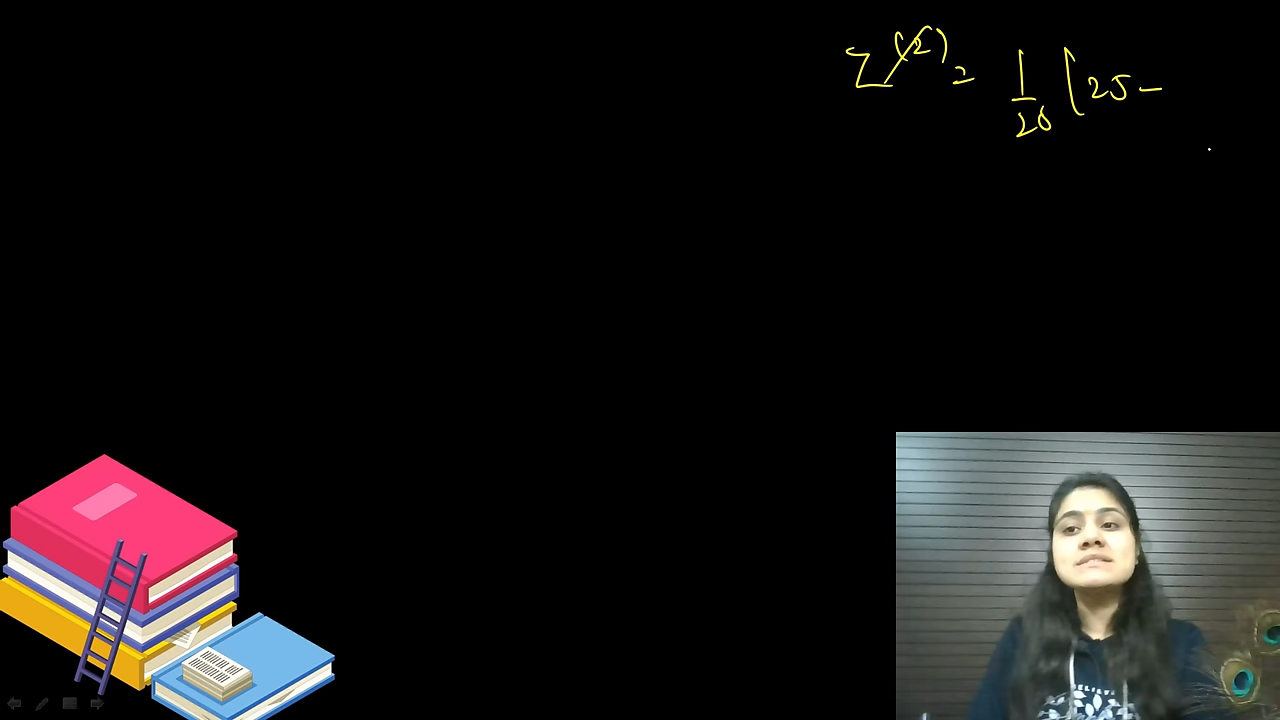 z⁽²⁾ = 1/20 [25 -